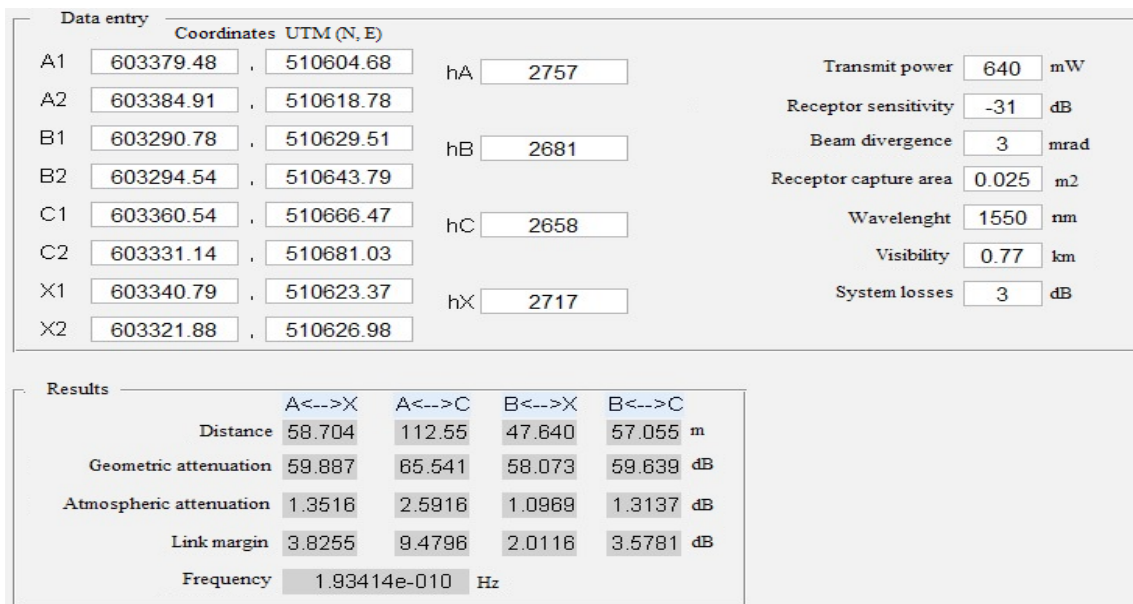 Data entry
Coordinates UTM (N, E)
A1 603379.48 , 510604.68 hA 2757 Transmit power 640 mW
A2 603384.91 , 510618.78 Receptor sensitivity -31 dB
B1 603290.78 , 510629.51 hB 2681 Beam divergence 3 mrad
B2 603294.54 , 510643.79 Receptor capture area 0.025 m2
C1 603360.54 , 510666.47 hC 2658 Wavelenght 1550 nm
C2 603331.14 , 510681.03 Visibility 0.77 km
X1 603340.79 , 510623.37 hX 2717 System losses 3 dB
X2 603321.88 , 510626.98
Results
A<-->X A<-->C B<-->X B<-->C
Distance 58.704 112.55 47.640 57.055 m
Geometric attenuation 59.887 65.541 58.073 59.639 dB
Atmospheric attenuation 1.3516 2.5916 1.0969 1.3137 dB
Link margin 3.8255 9.4796 2.0116 3.5781 dB
Frequency 1.93414e-010 Hz